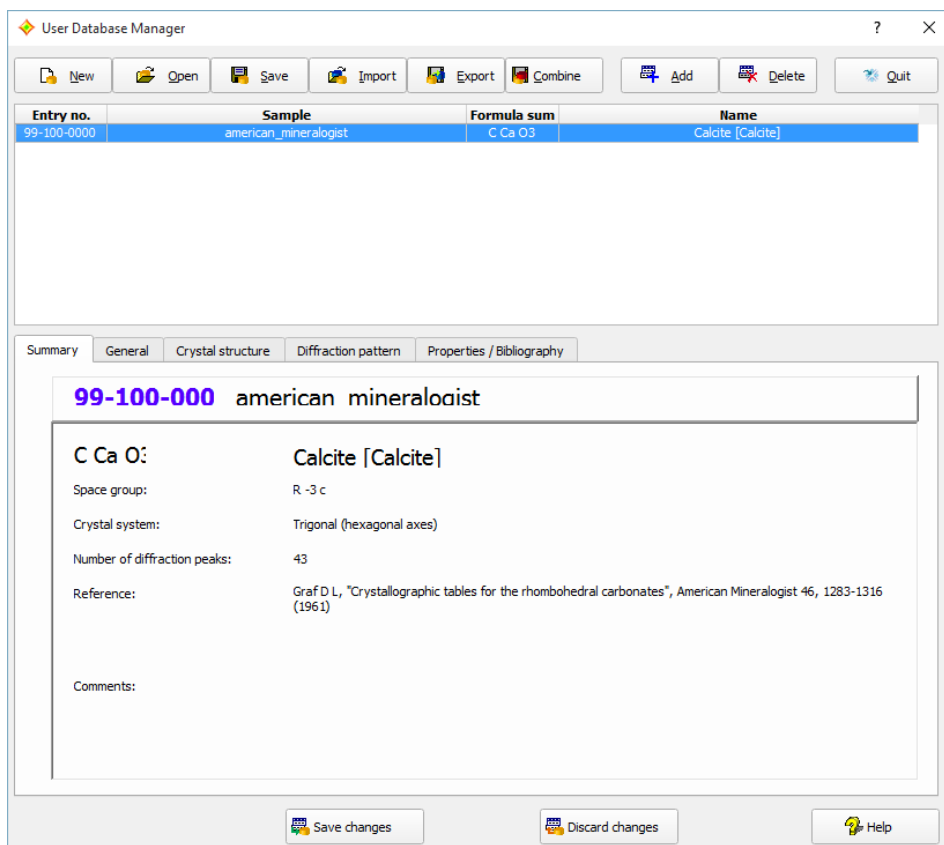 User Database Manager ?
New Open Save Import Export Combine Add Delete Quit
Entry no. Sample Formula sum Name
99-100-0000 american_mineralogist C Ca O3 Calcite [Calcite]
Summary General Crystal structure Diffraction pattern Properties / Bibliography
99-100-000 american_mineralogist
C Ca O3 Calcite [Calcite]
Space group: R -3 c
Crystal system: Trigonal (hexagonal axes)
Number of diffraction peaks: 43
Reference: Graf D L, "Crystallographic tables for the rhombohedral carbonates", American Mineralogist 46, 1283-1316
(1961)
Comments:
Save changes Discard changes Help